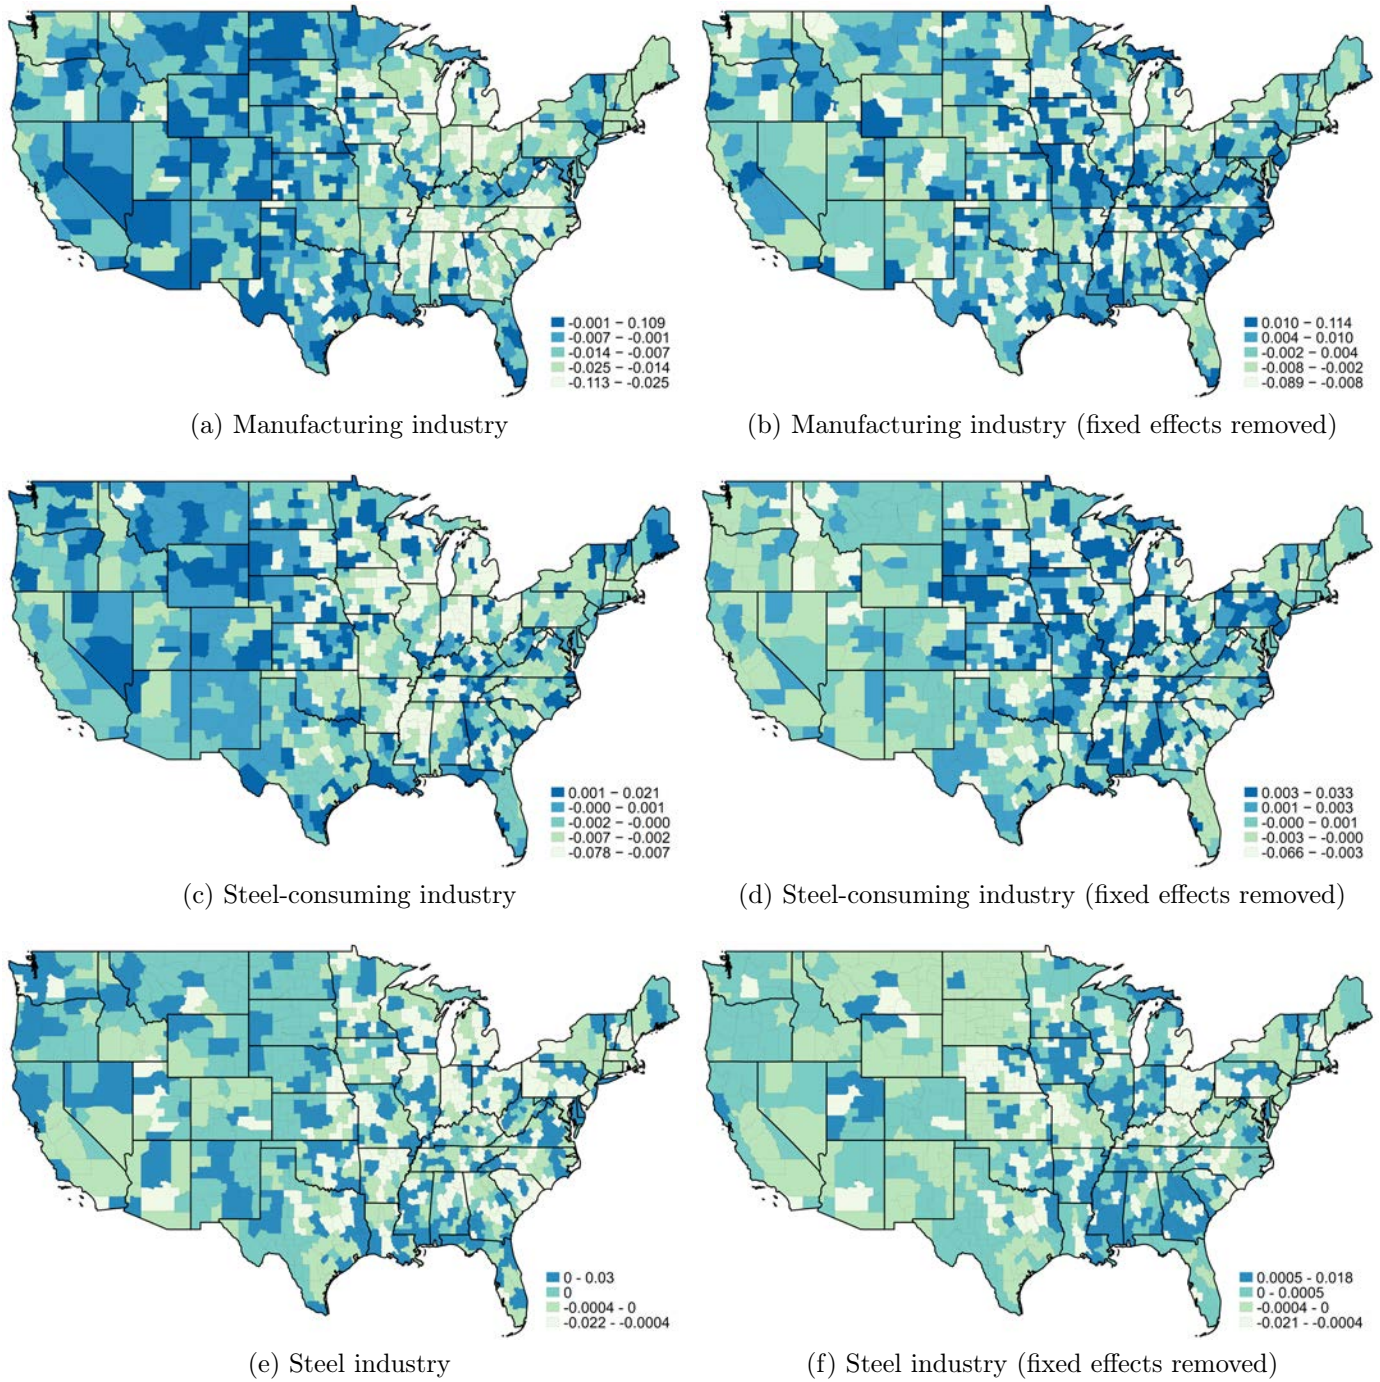 -0.001 – 0.109
-0.007 – -0.001
-0.014 – -0.007
-0.025 – -0.014
-0.113 – -0.025
(a) Manufacturing industry
0.010 – 0.114
0.004 – 0.010
-0.002 – 0.004
-0.008 – -0.002
-0.089 – -0.008
(b) Manufacturing industry (fixed effects removed)
0.001 – 0.021
-0.000 – 0.001
-0.002 – -0.000
-0.007 – -0.002
-0.078 – -0.007
(c) Steel-consuming industry
0.003 – 0.033
0.001 – 0.003
-0.000 – 0.001
-0.003 – -0.000
-0.066 – -0.003
(d) Steel-consuming industry (fixed effects removed)
0 - 0.03
0
-0.0004 - 0
-0.022 - -0.0004
(e) Steel industry
0.0005 - 0.018
0 - 0.0005
-0.0004 - 0
-0.021 - -0.0004
(f) Steel industry (fixed effects removed)